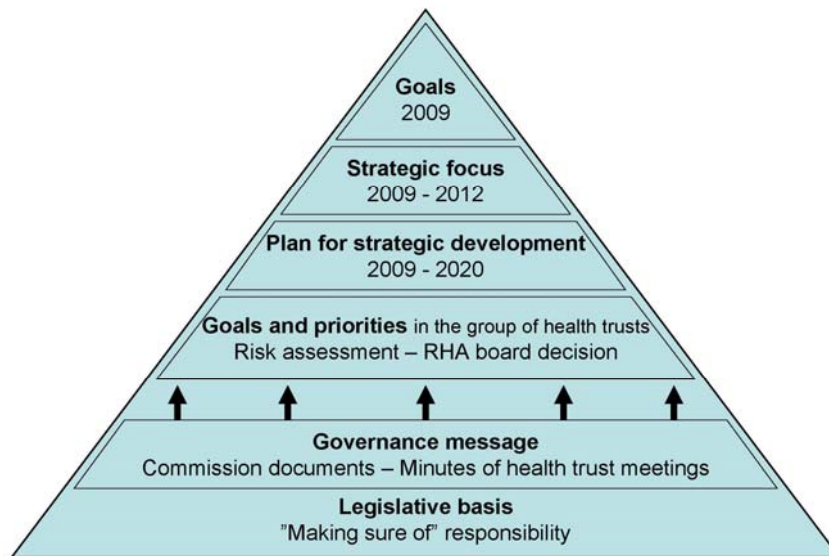 Goals
2009
Strategic focus
2009 - 2012
Plan for strategic development
2009 - 2020
Goals and priorities in the group of health trusts
Risk assessment – RHA board decision
Governance message
Commission documents – Minutes of health trust meetings
Legislative basis
”Making sure of” responsibility